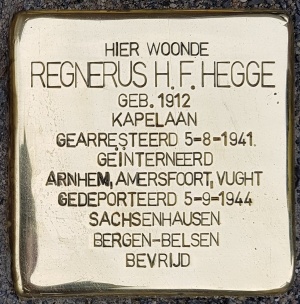 HIER WOONDE
REGNERUS H.F. HEGGE
GEB. 1912
KAPELAAN
GEARRESTEERD 5-8-1941.
GEÏNTERNEERD
ARNHEM, AMERSFOORT, VUGHT
GEDEPORTEERD 5-9-1944
SACHSENHAUSEN
BERGEN-BELSEN
BEVRIJD